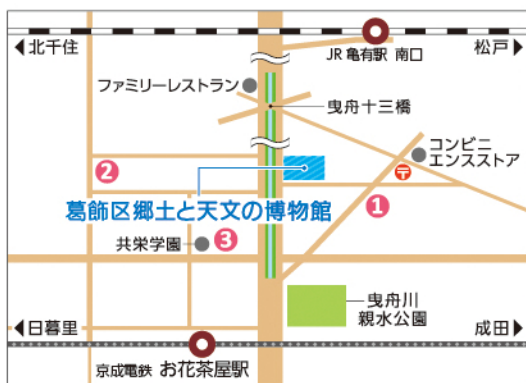 ◀北千住
JR 亀有駅 南口
松戸▶
ファミリーレストラン
曳舟十三橋
コンビニ
エンスストア
〒
❷
葛飾区郷土と天文の博物館
❶
共栄学園
❸
曳舟川
親水公園
◀日暮里
成田▶
京成電鉄 お花茶屋駅